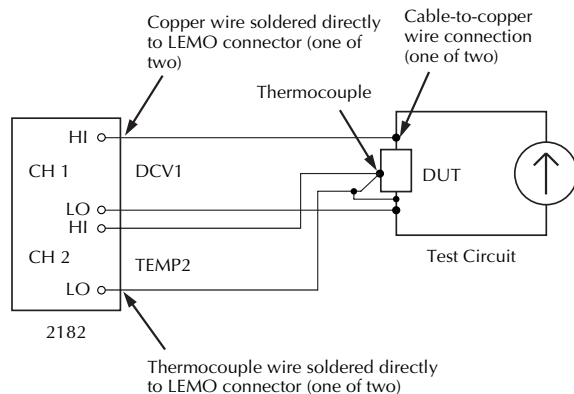 Copper wire soldered directly
to LEMO connector (one of
two)
Cable-to-copper
wire connection
(one of two)
Thermocouple
HI
CH 1
DCV1
DUT
LO
HI
CH 2
TEMP2
Test Circuit
LO
2182
Thermocouple wire soldered directly
to LEMO connector (one of two)